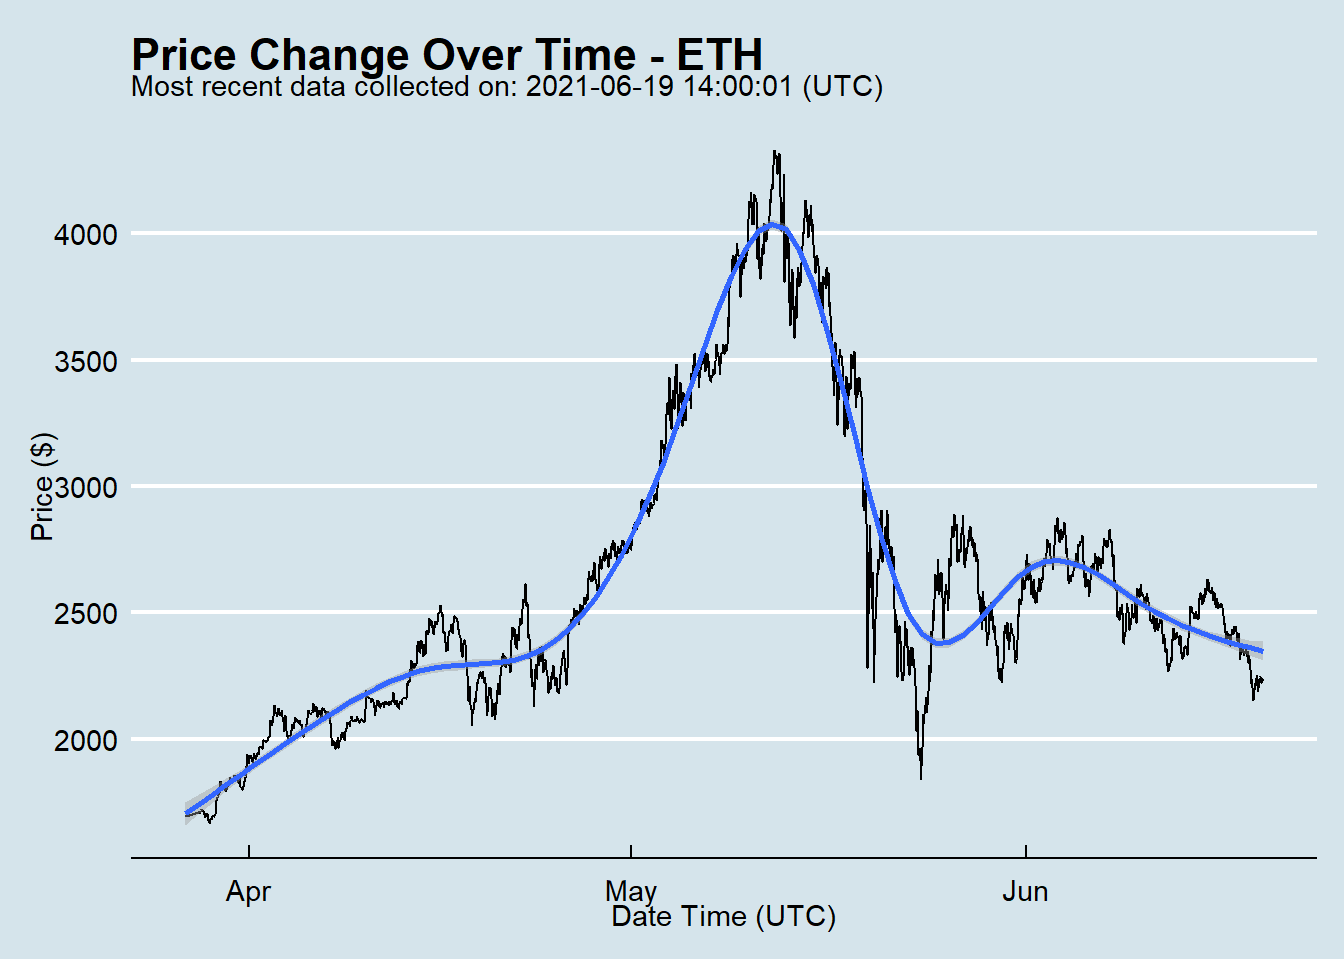 Price Change Over Time - ETH
Most recent data collected on: 2021-06-19 14:00:01 (UTC)
4000
3500
3000
2500
2000
Price ($)
Apr
May
Jun
Date Time (UTC)